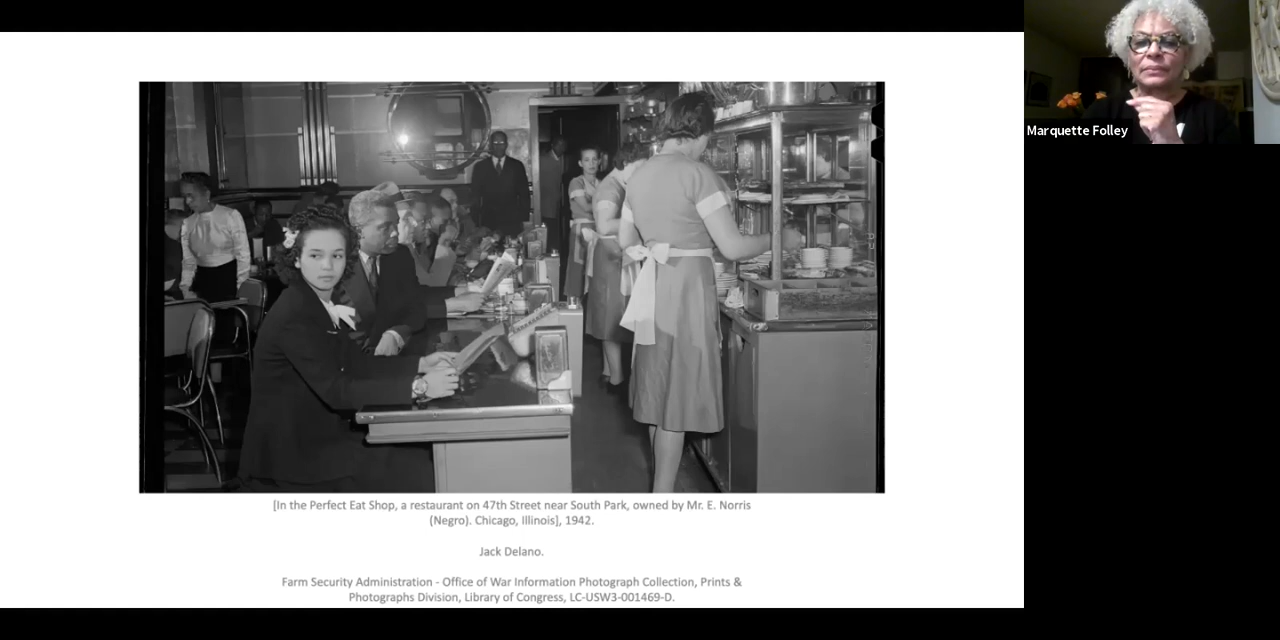 Marquette Folley
[In the Perfect Eat Shop, a restaurant on 47th Street near South Park, owned by Mr. E. Norris
(Negro). Chicago, Illinois], 1942.
Jack Delano.
Farm Security Administration - Office of War Information Photograph Collection, Prints &
Photographs Division, Library of Congress, LC-USW3-001469-D.